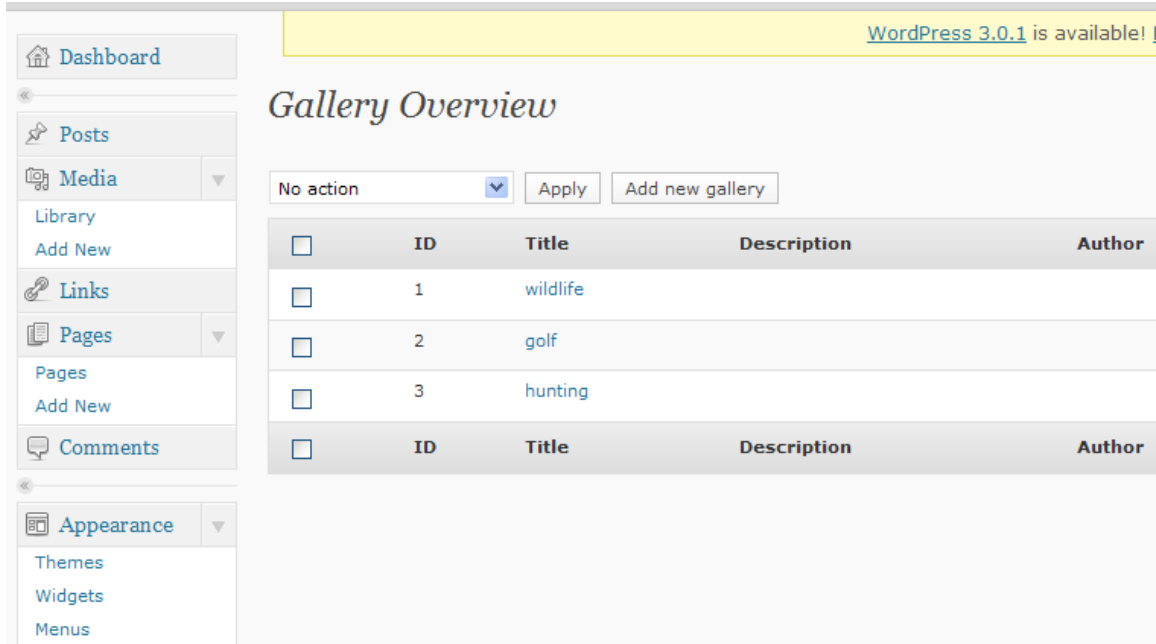 WordPress 3.0.1 is available!
Dashboard
Gallery Overview
Posts
Media
Library
Add New
Links
Pages
Pages
Add New
Comments
Appearance
Themes
Widgets
Menus
No action Apply Add new gallery
ID Title Description Author
1 wildlife
2 golf
3 hunting
ID Title Description Author